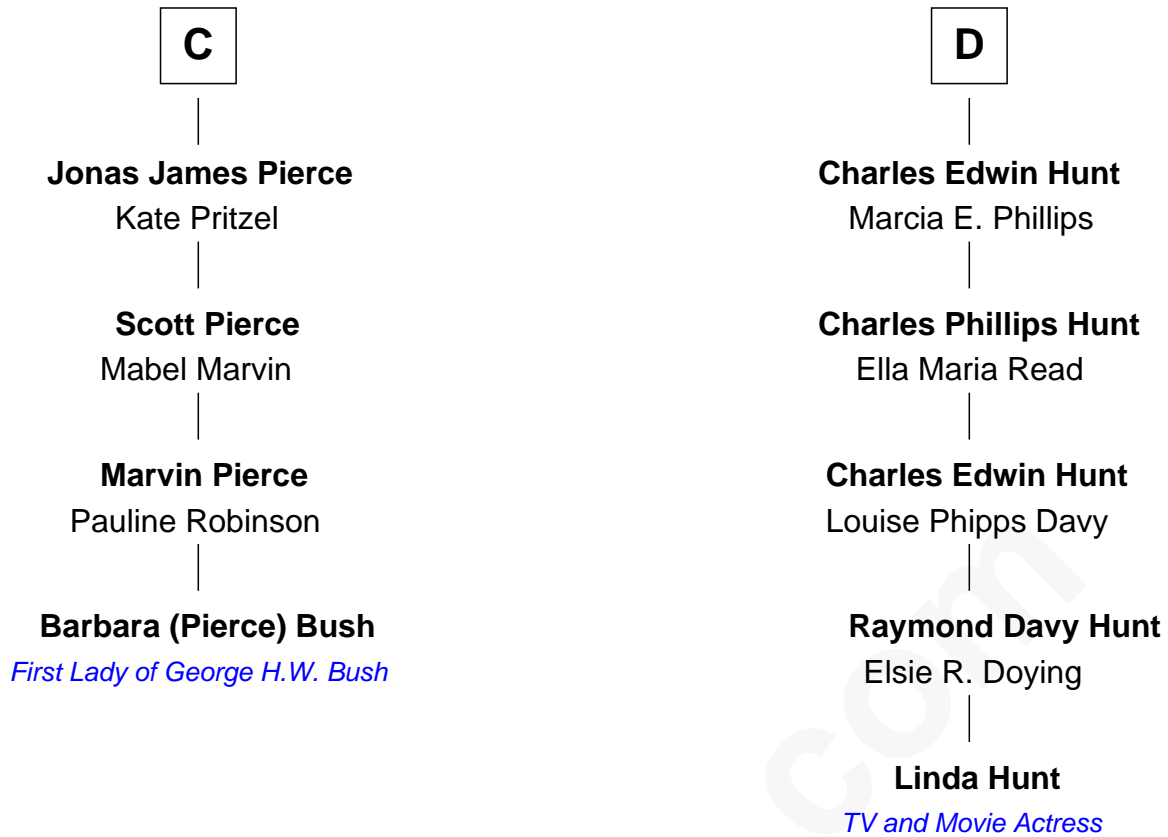 C
Jonas James Pierce
Kate Pritzel
Scott Pierce
Mabel Marvin
Marvin Pierce
Pauline Robinson
Barbara (Pierce) Bush
First Lady of George H.W. Bush
D
Charles Edwin Hunt
Marcia E. Phillips
Charles Phillips Hunt
Ella Maria Read
Charles Edwin Hunt
Louise Phipps Davy
Raymond Davy Hunt
Elsie R. Doying
Linda Hunt
TV and Movie Actress
com